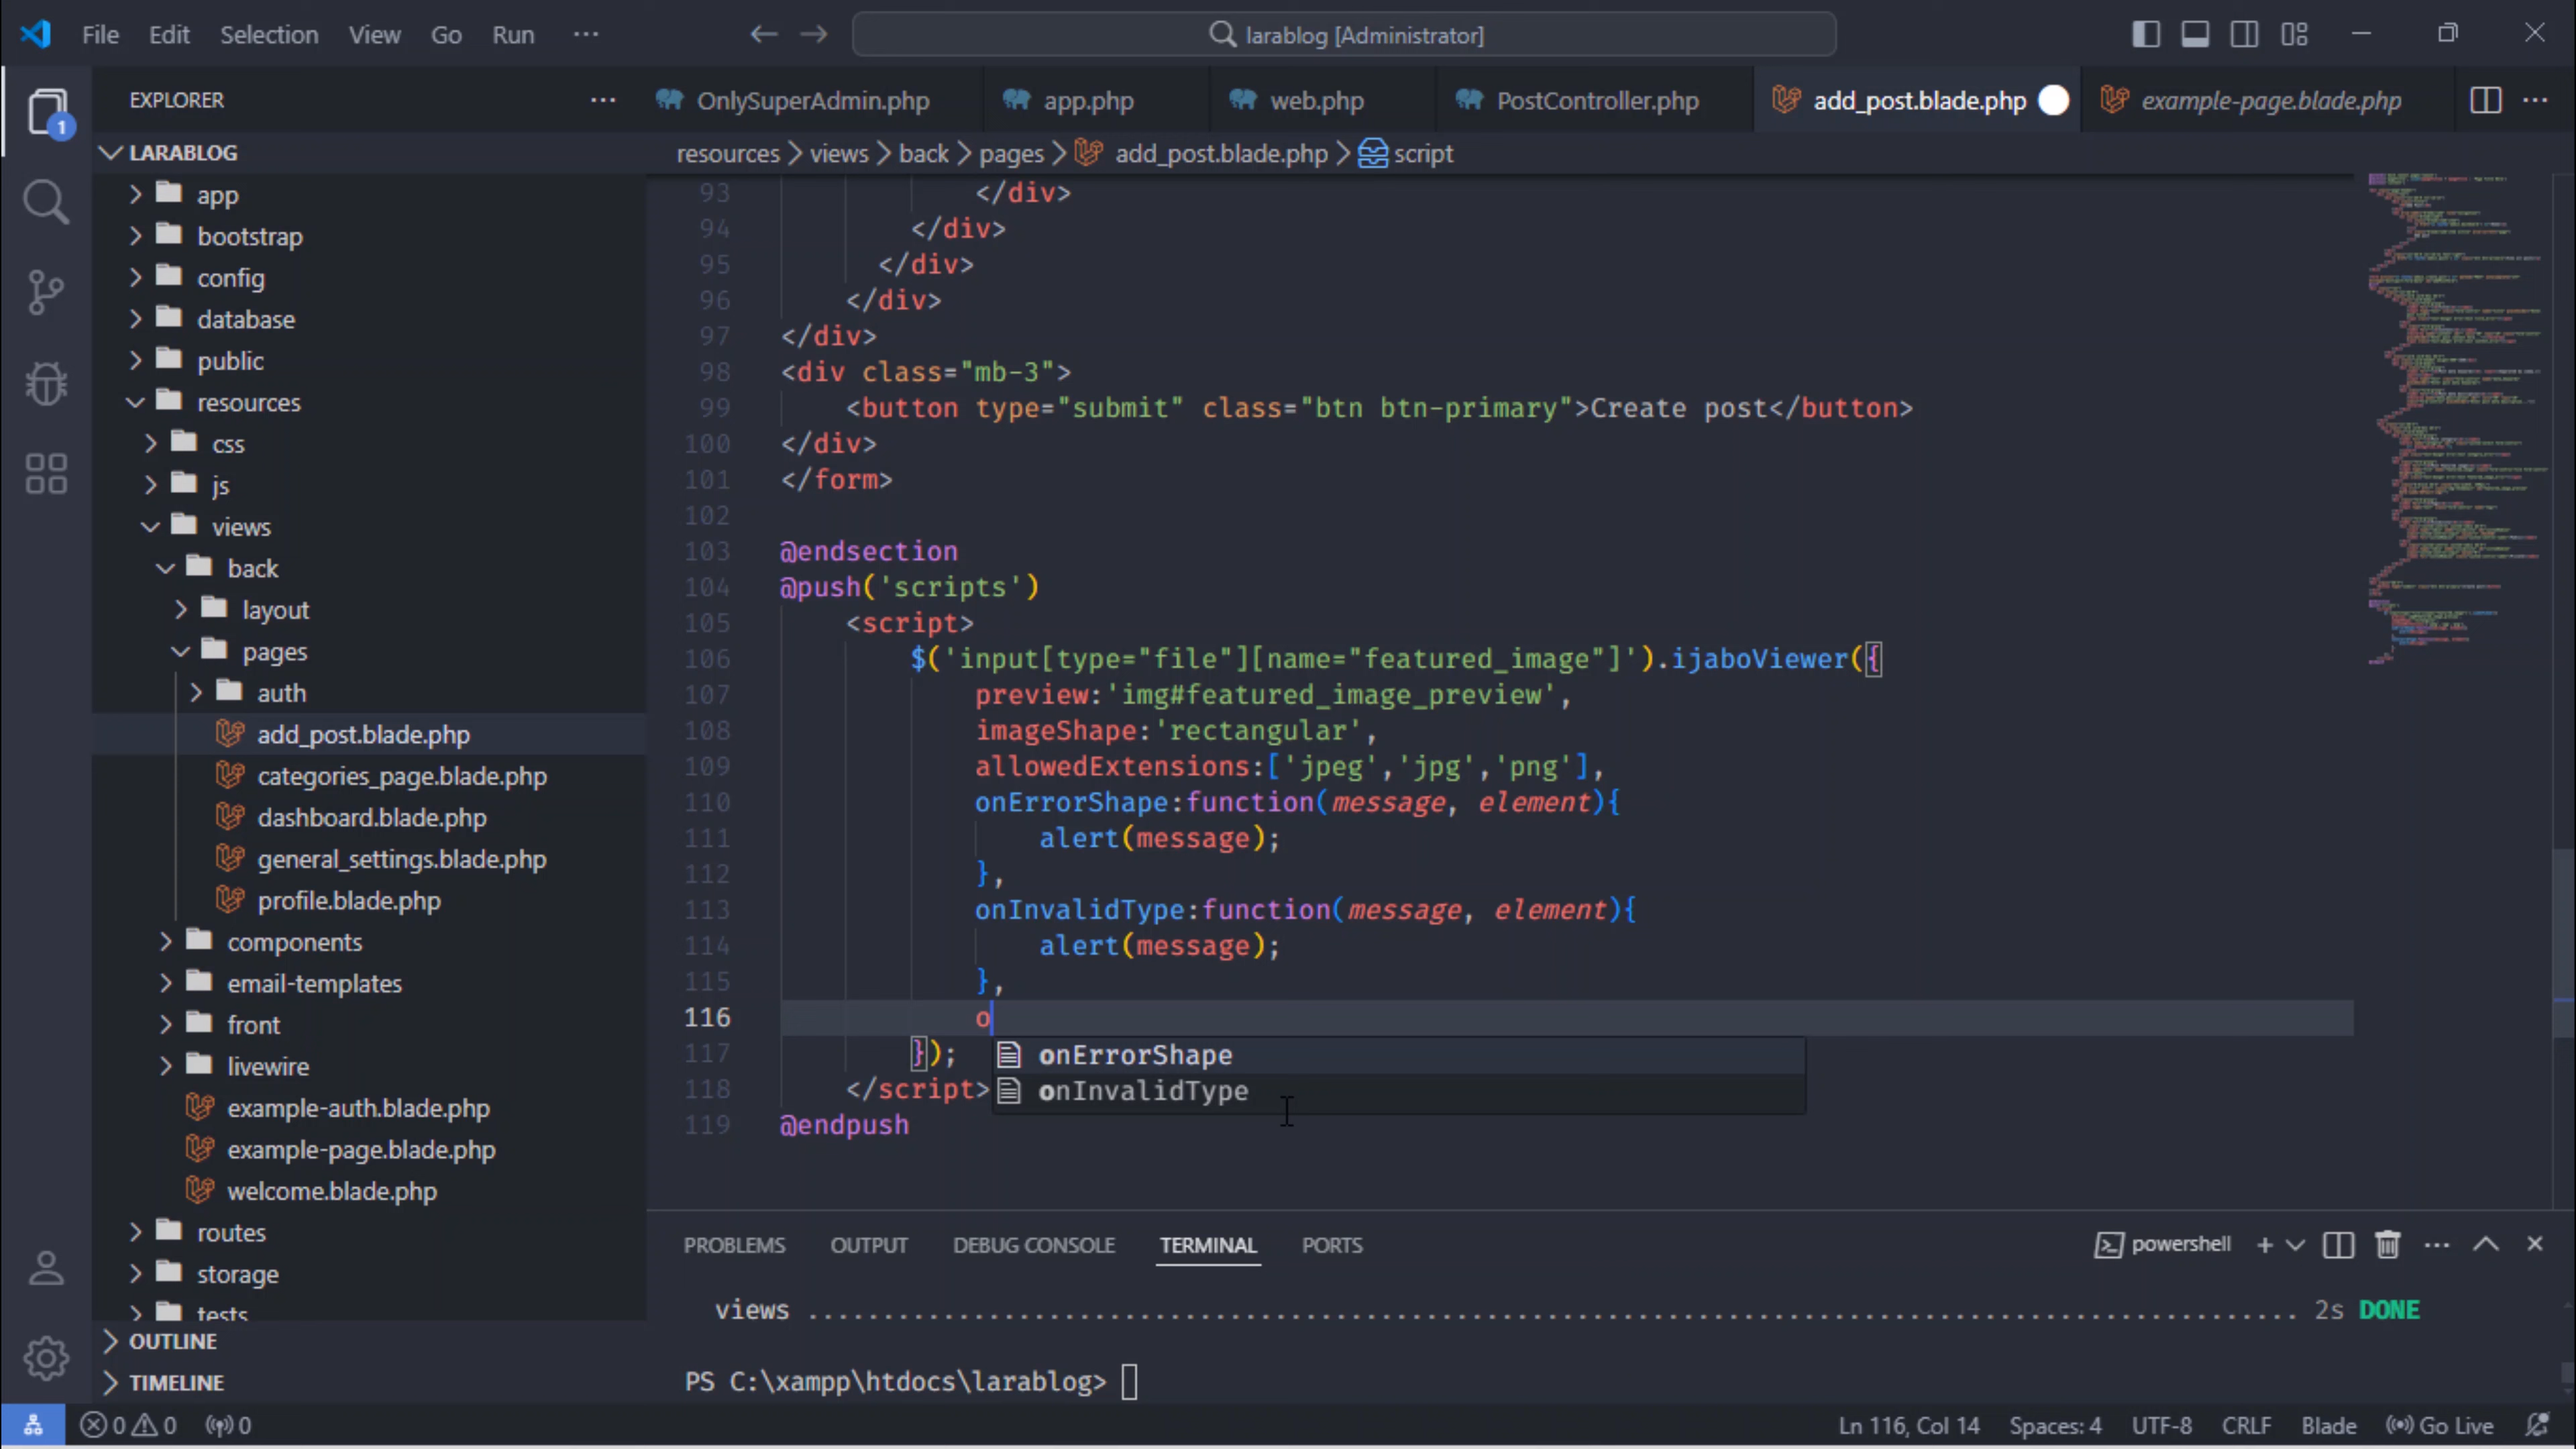 File Edit Selection View Go Run ··· larablog [Administrator]
EXPLORER ···
OnlySuperAdmin.php app.php web.php PostController.php add_post.blade.php example-page.blade.php ···
1
LARABLOG
resources > views > back > pages > add_post.blade.php > script
app
bootstrap
config
database
public
resources
css
js
views
back
layout
pages
auth
add_post.blade.php
categories_page.blade.php
dashboard.blade.php
general_settings.blade.php
profile.blade.php
components
email-templates
front
livewire
example-auth.blade.php
example-page.blade.php
welcome.blade.php
routes
storage
tests
OUTLINE
TIMELINE
93 </div>
94 </div>
95 </div>
96 </div>
97 </div>
98 <div class="mb-3">
99 <button type="submit" class="btn btn-primary">Create post</button>
100 </div>
101 </form>
102
103 @endsection
104 @push('scripts')
105 <script>
106 $('input[type="file"][name="featured_image"]').ijaboViewer({
107 preview:'img#featured_image_preview',
108 imageShape:'rectangular',
109 allowedExtensions:['jpeg','jpg','png'],
110 onErrorShape:function(message, element){
111 alert(message);
112 },
113 onInvalidType:function(message, element){
114 alert(message);
115 },
116 o
117 });
onErrorShape
118 </script>
onInvalidType
119 @endpush
PROBLEMS OUTPUT DEBUG CONSOLE TERMINAL PORTS powershell
views ........................................ 2s DONE
PS C:\xampp\htdocs\larablog>
0 0 0 Ln 116, Col 14 Spaces: 4 UTF-8 CRLF Blade Go Live